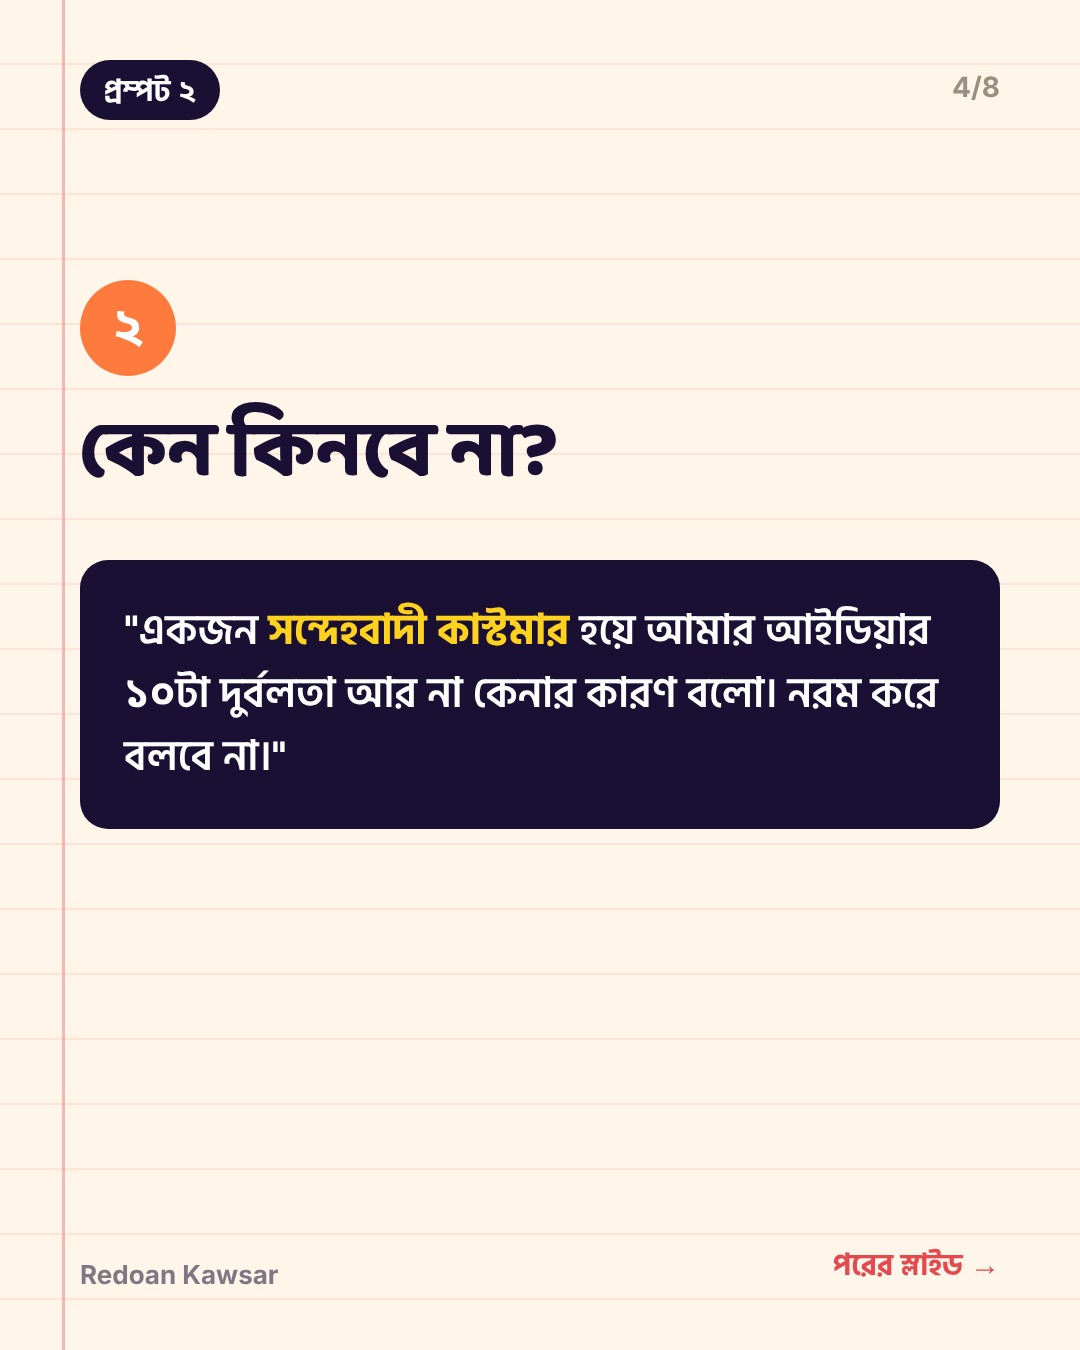 প্রম্পট ২
4/8
২
কেন কিনবে না?
"একজন সন্দেহবাদী কাস্টমার হয়ে আমার আইডিয়ার
১০টা দুর্বলতা আর না কেনার কারণ বলো। নরম করে
বলবে না।"
Redoan Kawsar
পরের স্লাইড →